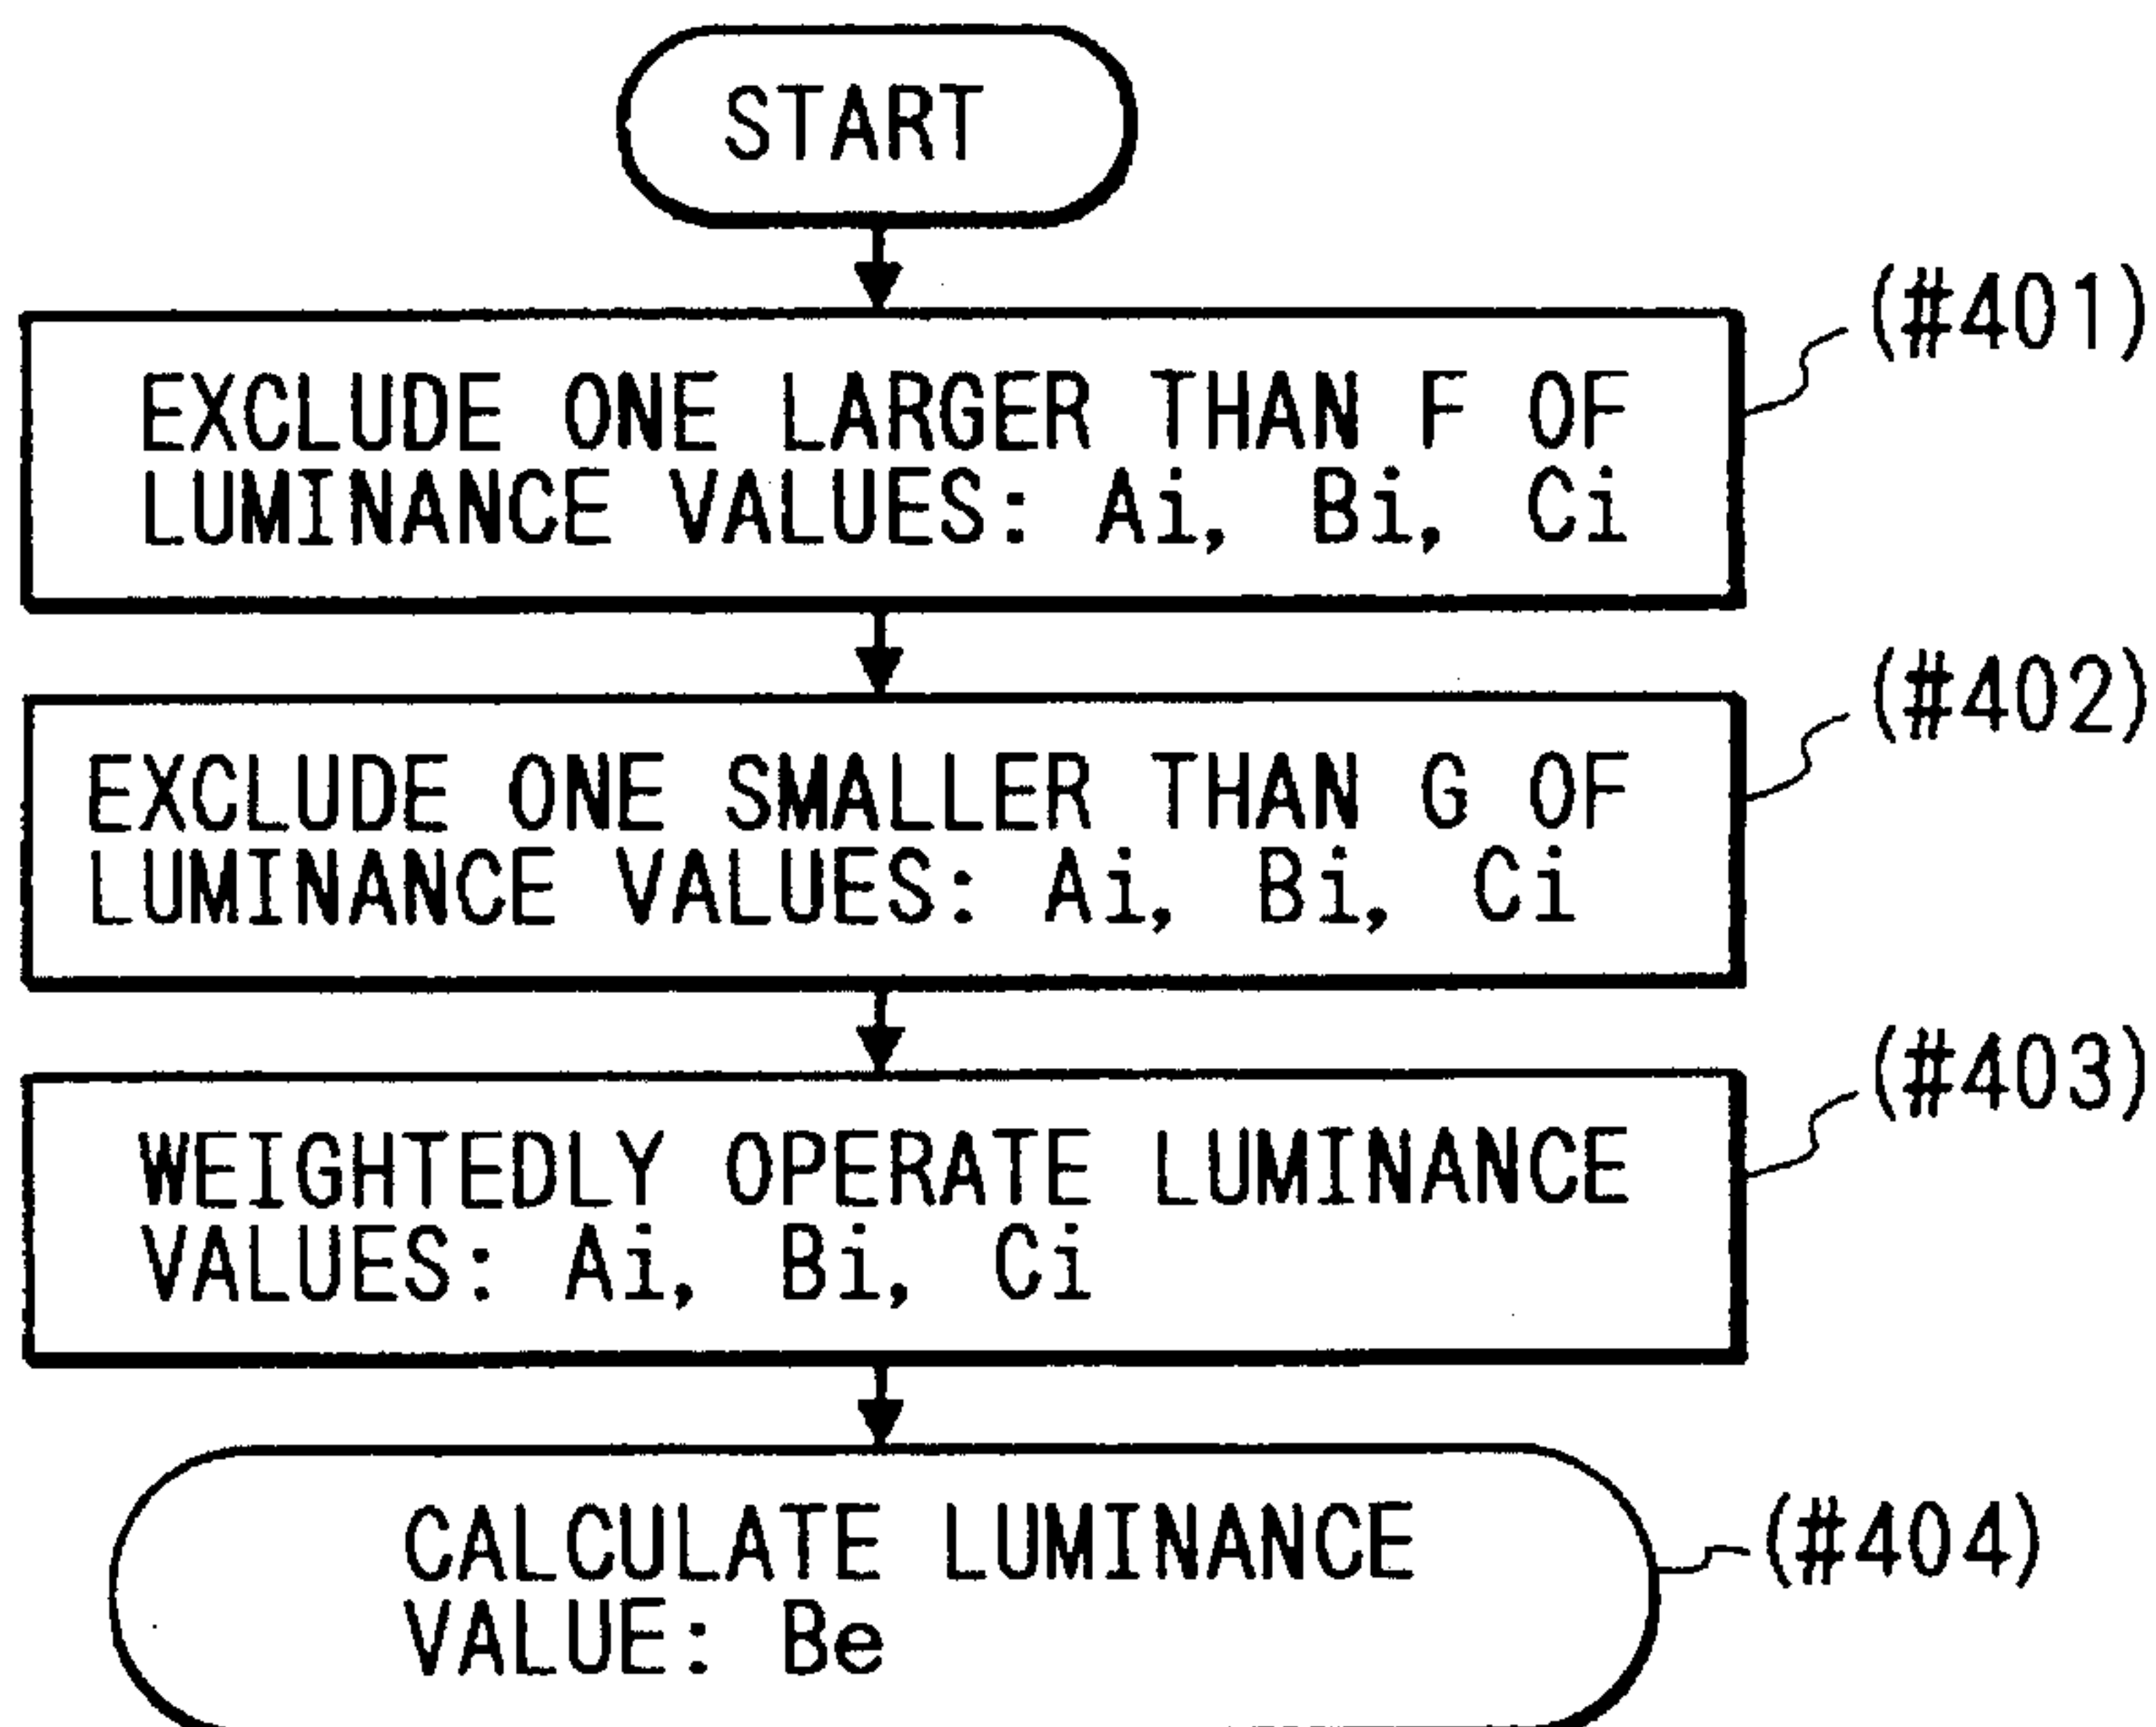 START
(#401)
EXCLUDE ONE LARGER THAN F OF
LUMINANCE VALUES: Ai, Bi, Ci
(#402)
EXCLUDE ONE SMALLER THAN G OF
LUMINANCE VALUES: Ai, Bi, Ci
(#403)
WEIGHTEDLY OPERATE LUMINANCE
VALUES: Ai, Bi, Ci
CALCULATE LUMINANCE
VALUE: Be
(#404)